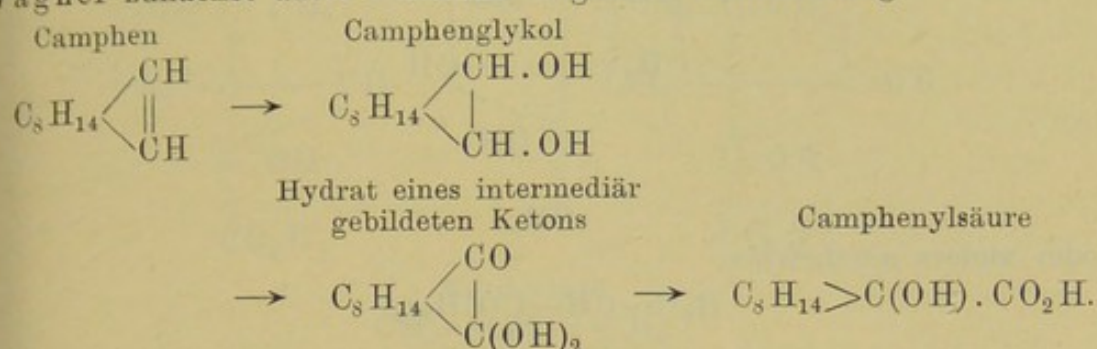 Camphen Camphenglykol
CH CH.OH
C₈H₁₄ || → C₈H₁₄ |
CH CH.OH
Hydrat eines intermediär
gebildeten Ketons Camphenylsäure
CO
→ C₈H₁₄ | → C₈H₁₄>C(OH).CO₂H.
C(OH)₂